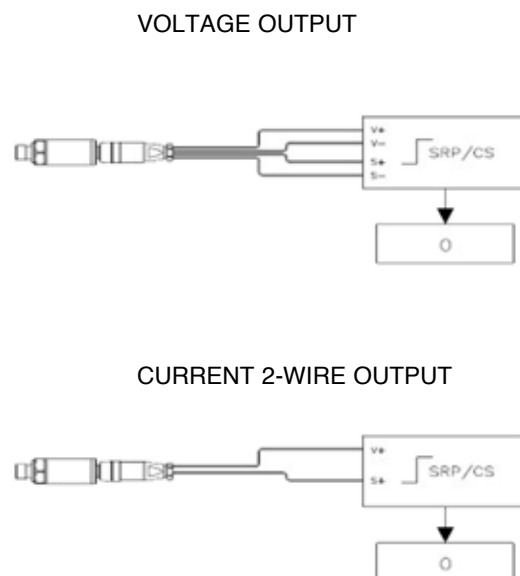 VOLTAGE OUTPUT
V+
V-
S+
S-
SRP/CS
O
CURRENT 2-WIRE OUTPUT
V+
S+
SRP/CS
O